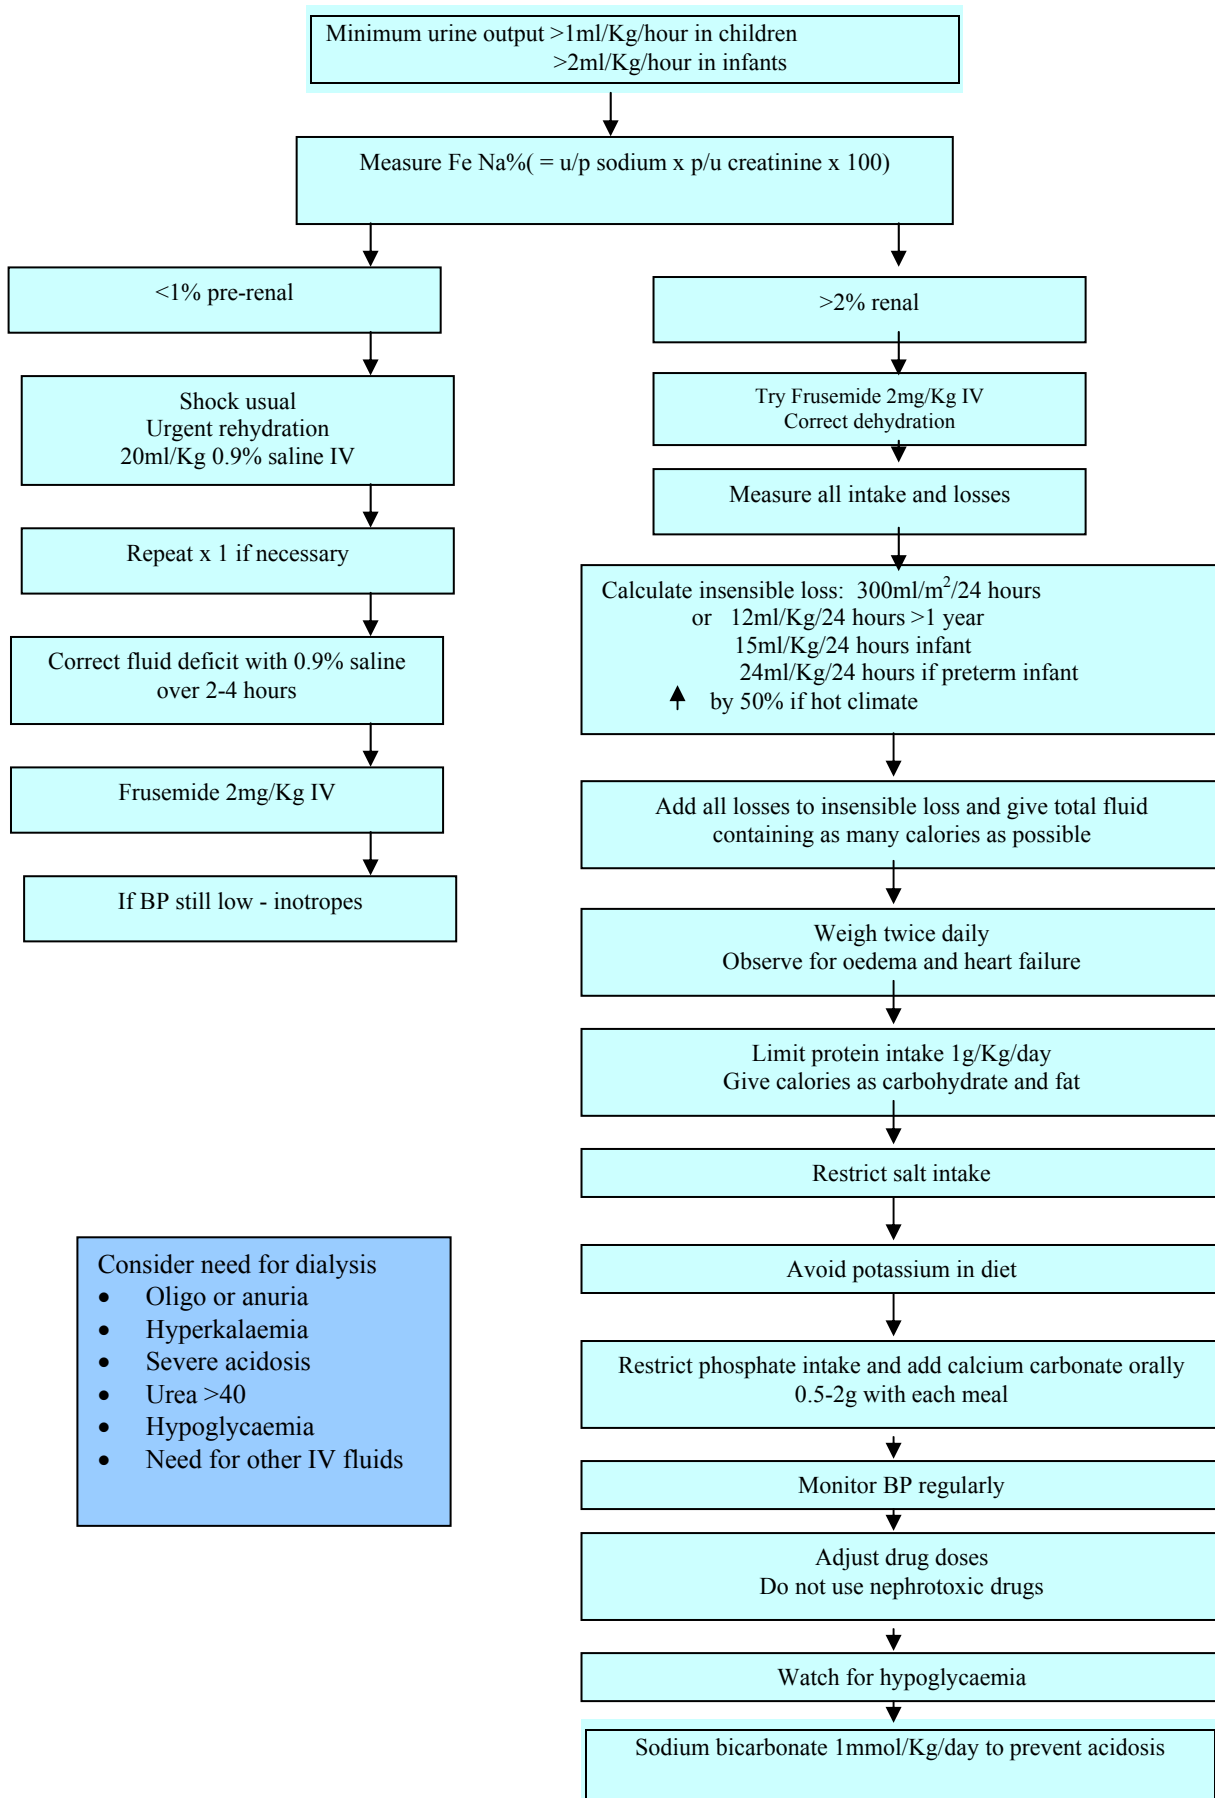 Minimum urine output >1ml/Kg/hour in children
>2ml/Kg/hour in infants
Measure Fe Na%( = u/p sodium x p/u creatinine x 100)
<1% pre-renal
Shock usual
Urgent rehydration
20ml/Kg 0.9% saline IV
Repeat x 1 if necessary
Correct fluid deficit with 0.9% saline
over 2-4 hours
Frusemide 2mg/Kg IV
If BP still low - inotropes
>2% renal
Try Frusemide 2mg/Kg IV
Correct dehydration
Measure all intake and losses
Calculate insensible loss: 300ml/m²/24 hours
or 12ml/Kg/24 hours >1 year
15ml/Kg/24 hours infant
24ml/Kg/24 hours if preterm infant
by 50% if hot climate
Add all losses to insensible loss and give total fluid
containing as many calories as possible
Weigh twice daily
Observe for oedema and heart failure
Limit protein intake 1g/Kg/day
Give calories as carbohydrate and fat
Restrict salt intake
Avoid potassium in diet
Restrict phosphate intake and add calcium carbonate orally
0.5-2g with each meal
Monitor BP regularly
Adjust drug doses
Do not use nephrotoxic drugs
Watch for hypoglycaemia
Sodium bicarbonate 1mmol/Kg/day to prevent acidosis
Consider need for dialysis
• Oligo or anuria
• Hyperkalaemia
• Severe acidosis
• Urea >40
• Hypoglycaemia
• Need for other IV fluids